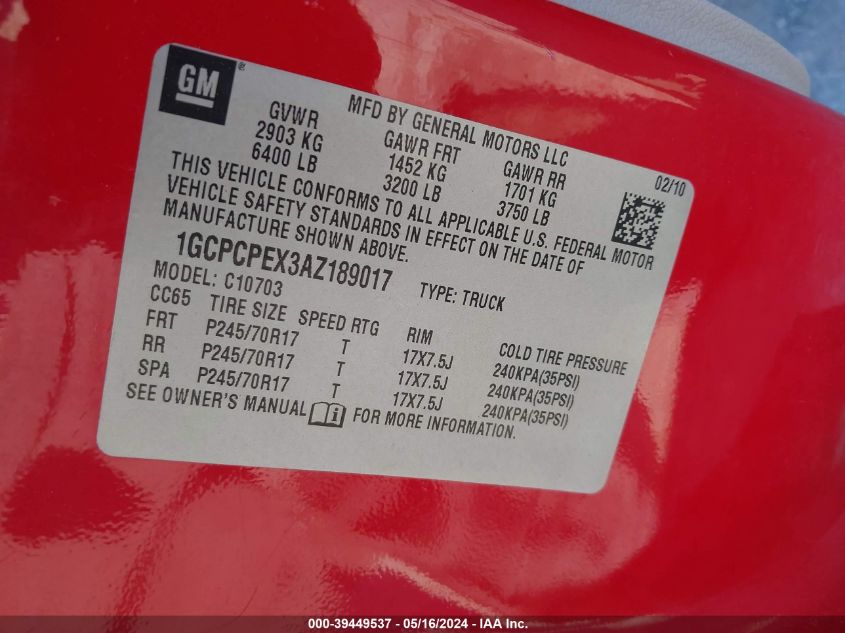 GM ®
MFD BY GENERAL MOTORS LLC 02/10
GVWR GAWR FRT GAWR RR
2903 KG 1452 KG 1701 KG
6400 LB 3200 LB 3750 LB
THIS VEHICLE CONFORMS TO ALL APPLICABLE U.S. FEDERAL MOTOR
VEHICLE SAFETY STANDARDS IN EFFECT ON THE DATE OF
MANUFACTURE SHOWN ABOVE.
1GCPCPEX3AZ189017 TYPE: TRUCK
MODEL: C10703
CC65 TIRE SIZE SPEED RTG RIM COLD TIRE PRESSURE
FRT P245/70R17 T 17X7.5J 240KPA(35PSI)
RR P245/70R17 T 17X7.5J 240KPA(35PSI)
SPA P245/70R17 T 17X7.5J 240KPA(35PSI)
SEE OWNER'S MANUAL FOR MORE INFORMATION.
000-39449537 - 05/16/2024 - IAA Inc.